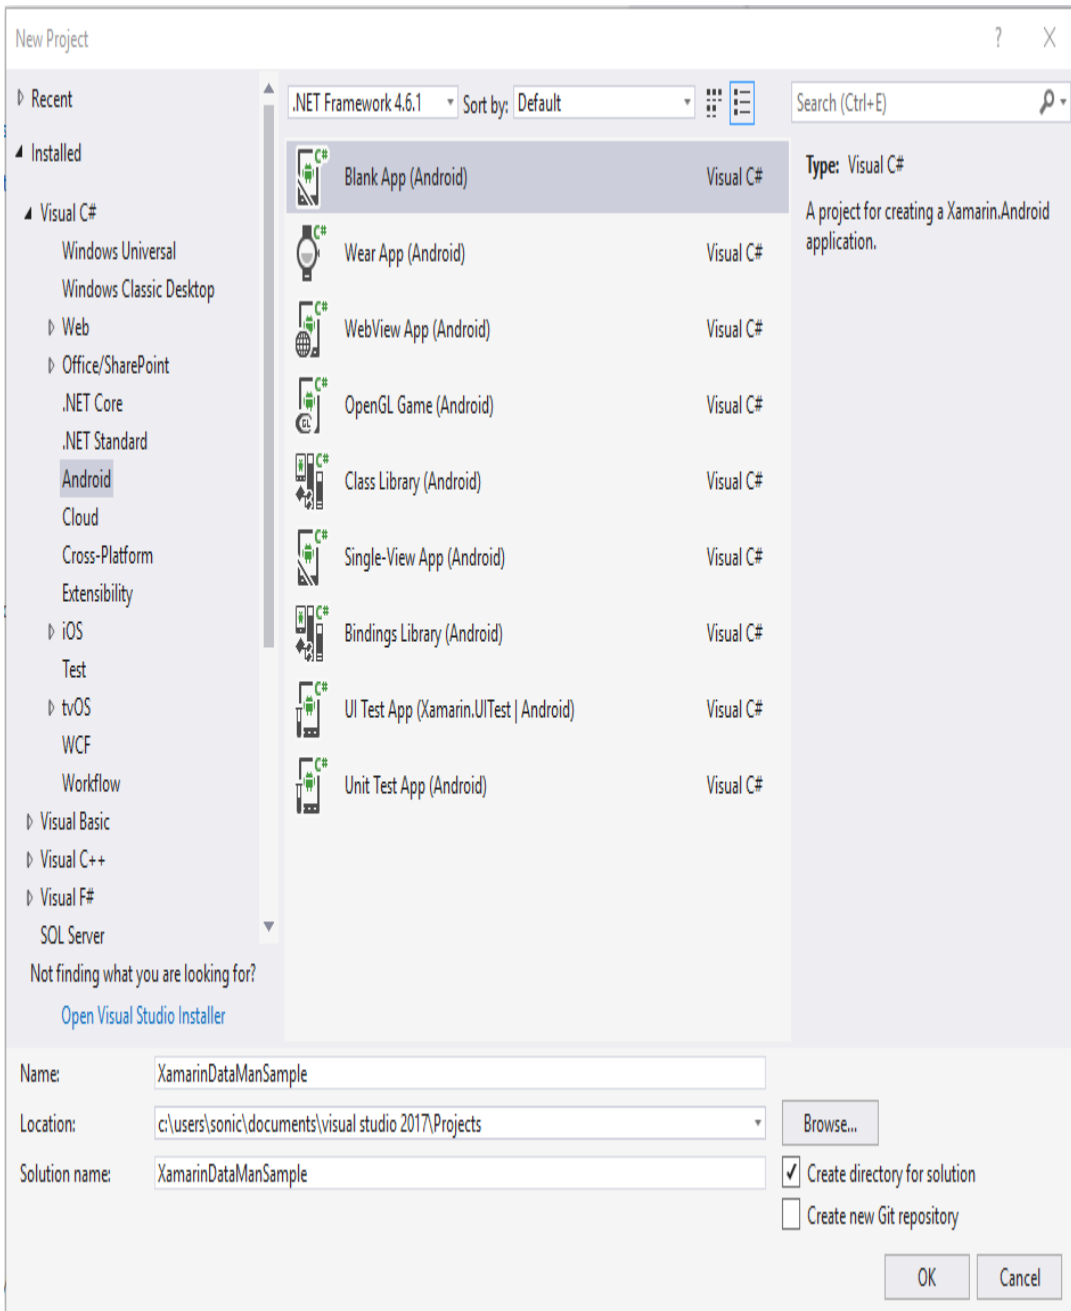 New Project
?
Recent
Installed
Visual C#
Windows Universal
Windows Classic Desktop
Web
Office/SharePoint
.NET Core
.NET Standard
Android
Cloud
Cross-Platform
Extensibility
iOS
Test
tvOS
WCF
Workflow
Visual Basic
Visual C++
Visual F#
SQL Server
Not finding what you are looking for?
Open Visual Studio Installer
.NET Framework 4.6.1 Sort by: Default
C# Blank App (Android) Visual C#
C# Wear App (Android) Visual C#
C# WebView App (Android) Visual C#
C# GL OpenGL Game (Android) Visual C#
C# Class Library (Android) Visual C#
C# Single-View App (Android) Visual C#
C# Bindings Library (Android) Visual C#
C# UI Test App (Xamarin.UITest | Android) Visual C#
C# Unit Test App (Android) Visual C#
Search (Ctrl+E)
Type: Visual C#
A project for creating a Xamarin.Android
application.
Name: XamarinDataManSample
Location: c:\users\sonic\documents\visual studio 2017\Projects Browse...
Solution name: XamarinDataManSample
Create directory for solution
Create new Git repository
OK Cancel